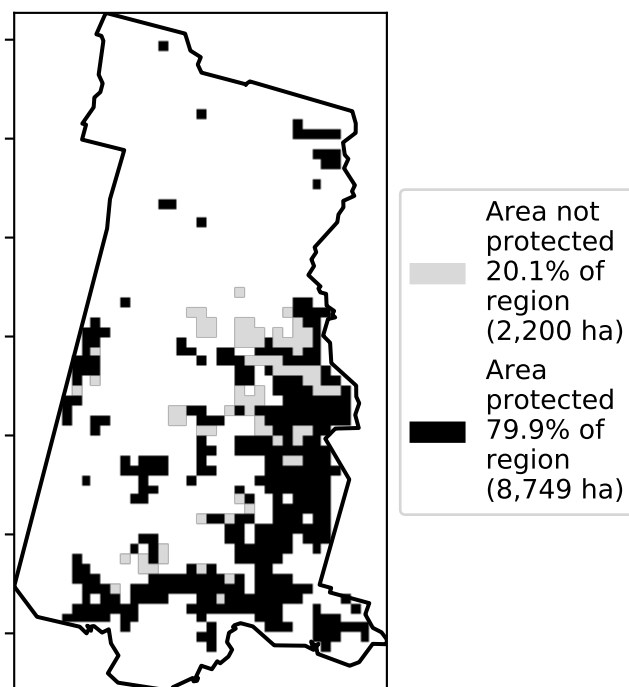 Area not
protected
20.1% of
region
(2,200 ha)
Area
protected
79.9% of
region
(8,749 ha)